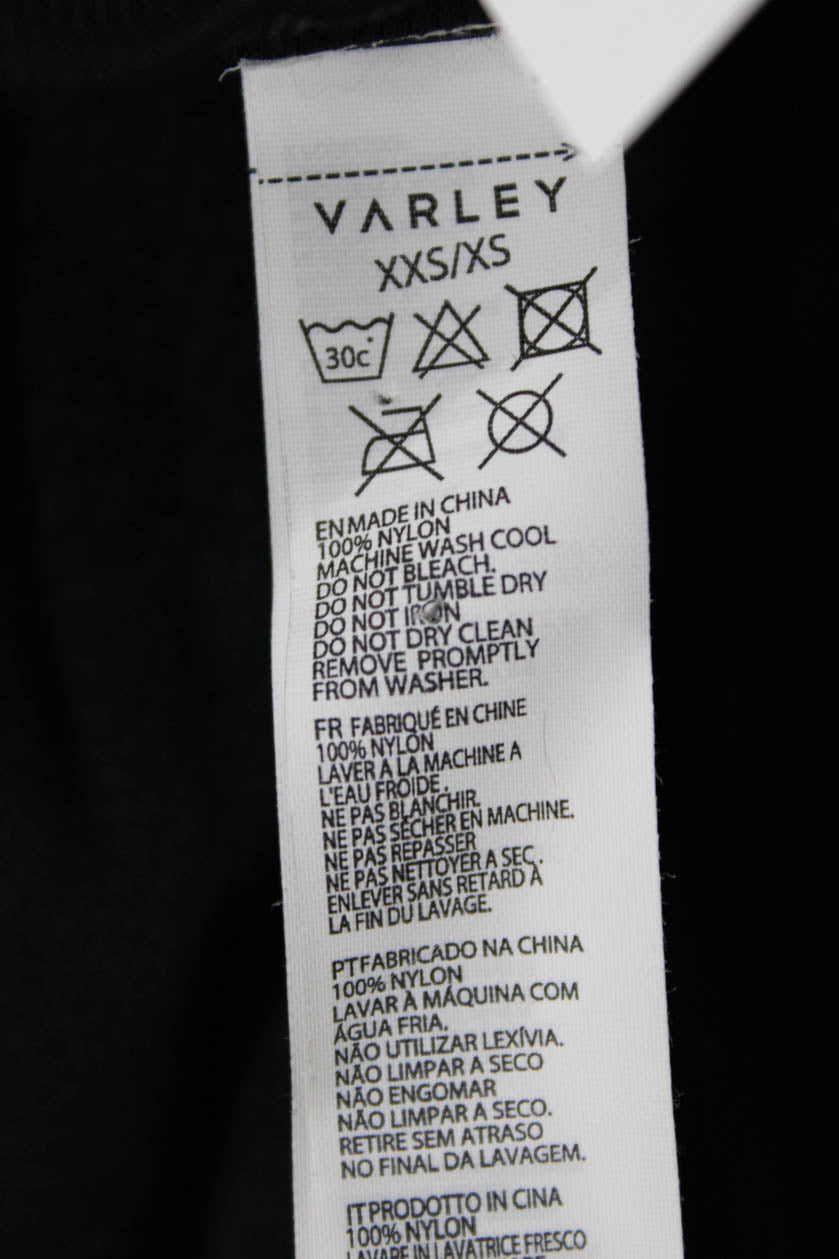 VARLEY
XXS/XS
30c
EN MADE IN CHINA
100% NYLON
MACHINE WASH COOL
DO NOT BLEACH.
DO NOT TUMBLE DRY
DO NOT IRON
DO NOT DRY CLEAN
REMOVE PROMPTLY
FROM WASHER.
FR FABRIQUÉ EN CHINE
100% NYLON
LAVER A LA MACHINE A
L'EAU FROIDE.
NE PAS BLANCHIR.
NE PAS SÉCHER EN MACHINE.
NE PAS REPASSER
NE PAS NETTOYER A SEC.
ENLEVER SANS RETARD À
LA FIN DU LAVAGE.
PT FABRICADO NA CHINA
100% NYLON
LAVAR À MÁQUINA COM
ÁGUA FRIA.
NÃO UTILIZAR LEXÍVIA.
NÃO LIMPAR A SECO
NÃO ENGOMAR
NÃO LIMPAR A SECO.
RETIRE SEM ATRASO
NO FINAL DA LAVAGEM.
IT PRODOTTO IN CINA
100% NYLON
LAVARE IN LAVATRICE FRESCO